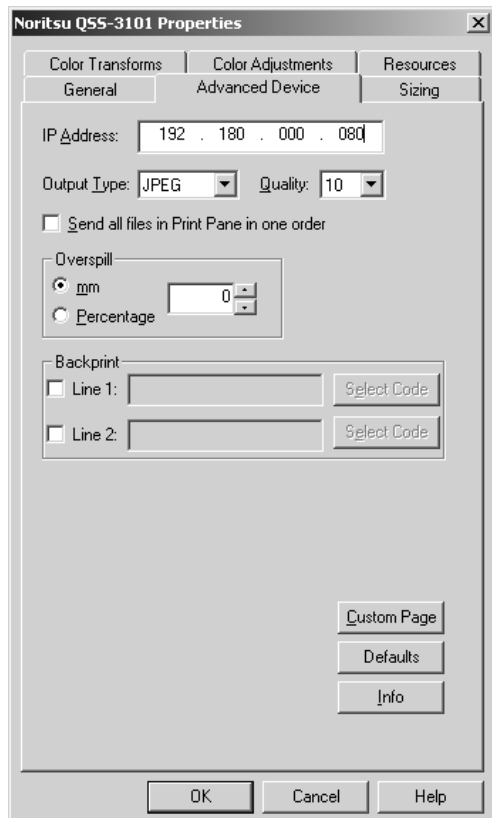 Noritsu QSS-3101 Properties
Color Transforms Color Adjustments Resources
General Advanced Device Sizing
IP Address: 192 . 180 . 000 . 080
Output Type: JPEG Quality: 10
Send all files in Print Pane in one order
Overspill
mm 0
Percentage
Backprint
Line 1: Select Code
Line 2: Select Code
Custom Page
Defaults
Info
OK Cancel Help